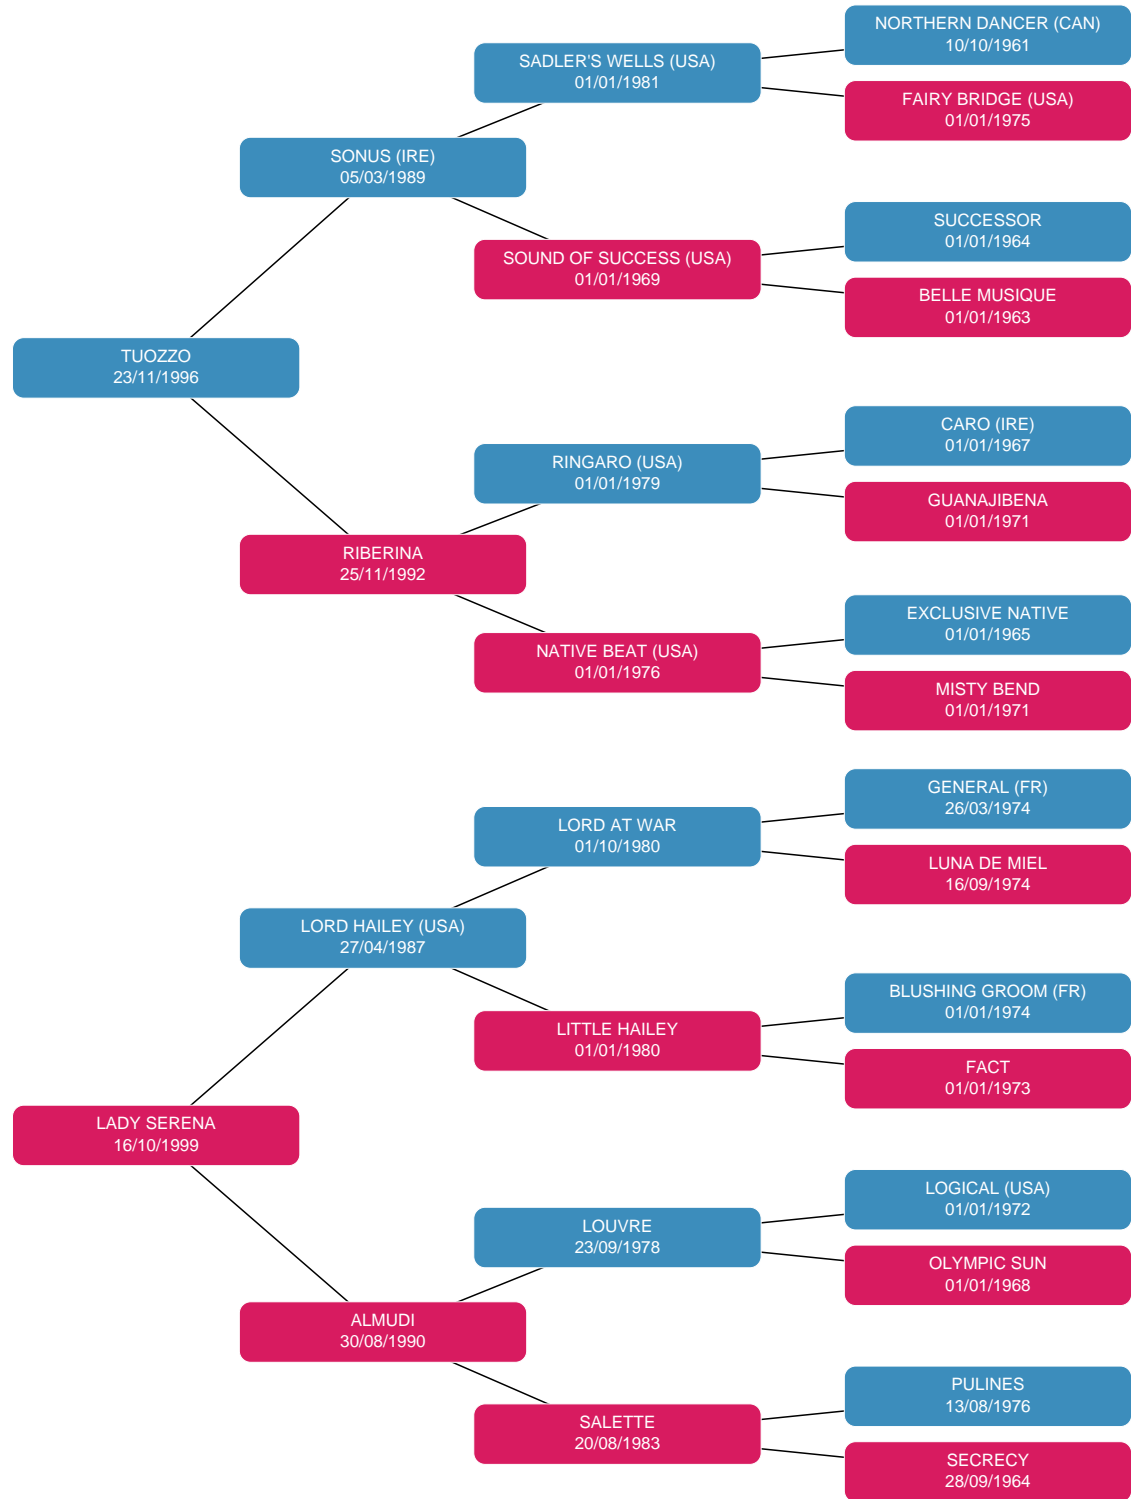 NORTHERN DANCER (CAN)
10/10/1961
SADLER'S WELLS (USA)
01/01/1981
FAIRY BRIDGE (USA)
01/01/1975
SONUS (IRE)
05/03/1989
SUCCESSOR
01/01/1964
SOUND OF SUCCESS (USA)
01/01/1969
BELLE MUSIQUE
01/01/1963
TUOZZO
23/11/1996
CARO (IRE)
01/01/1967
RINGARO (USA)
01/01/1979
GUANAJIBENA
01/01/1971
RIBERINA
25/11/1992
EXCLUSIVE NATIVE
01/01/1965
NATIVE BEAT (USA)
01/01/1976
MISTY BEND
01/01/1971
GENERAL (FR)
26/03/1974
LORD AT WAR
01/10/1980
LUNA DE MIEL
16/09/1974
LORD HAILEY (USA)
27/04/1987
BLUSHING GROOM (FR)
01/01/1974
LITTLE HAILEY
01/01/1980
FACT
01/01/1973
LADY SERENA
16/10/1999
LOGICAL (USA)
01/01/1972
LOUVRE
23/09/1978
OLYMPIC SUN
01/01/1968
ALMUDI
30/08/1990
PULINES
13/08/1976
SALETTE
20/08/1983
SECRECY
28/09/1964